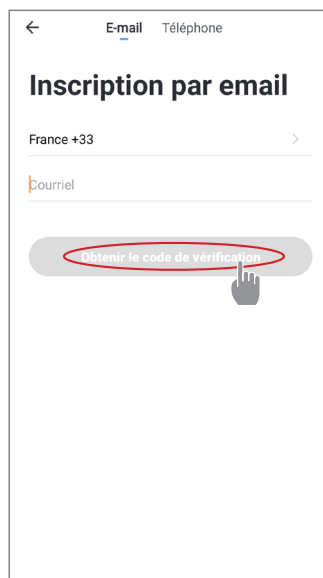 E-mail Téléphone
Inscription par email
France +33
Courriel
Obtenir le code de vérification